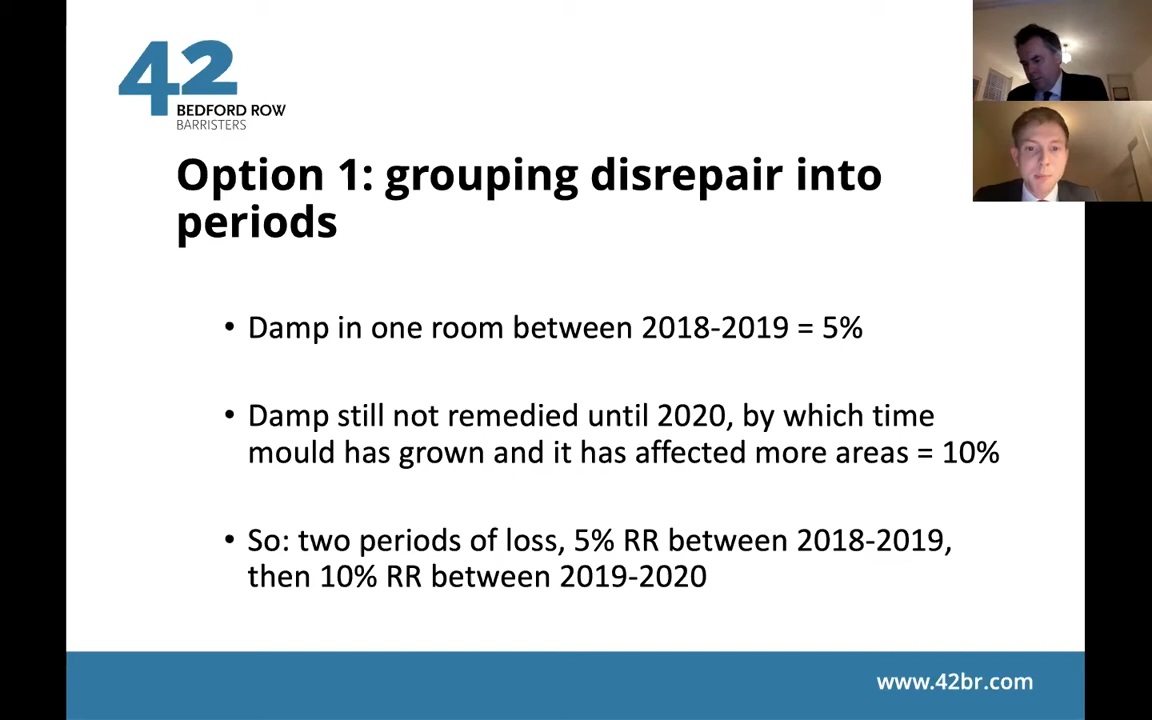 42
BEDFORD ROW
BARRISTERS
Option 1: grouping disrepair into
periods
• Damp in one room between 2018-2019 = 5%
• Damp still not remedied until 2020, by which time
mould has grown and it has affected more areas = 10%
• So: two periods of loss, 5% RR between 2018-2019,
then 10% RR between 2019-2020
www.42br.com